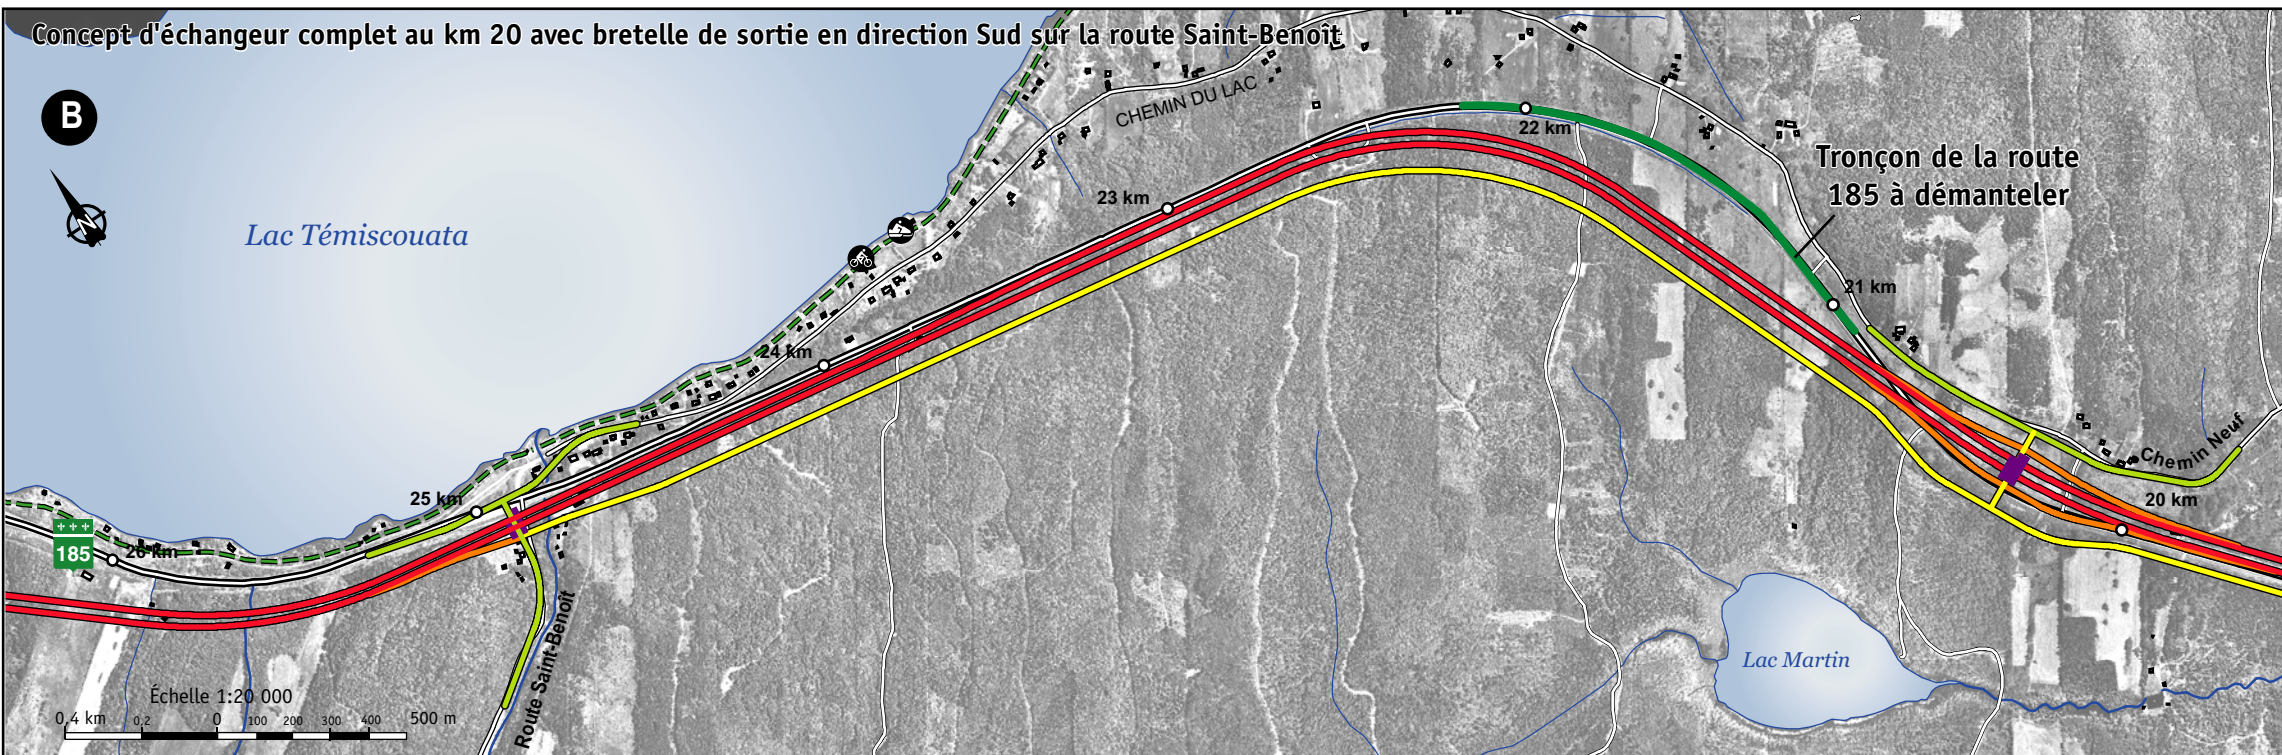 Concept d'échangeur complet au km 20 avec bretelle de sortie en direction Sud sur la route Saint-Benoît
B
N
Lac Témiscouata
CHEMIN DU LAC
22 km
Tronçon de la route
185 à démanteler
23 km
21 km
24 km
25 km
Chemin Neuf
20 km
185
26 km
Route Saint-Benoît
Lac Martin
Échelle 1:20 000
0,4 km 0,2 0 100 200 300 400 500 m